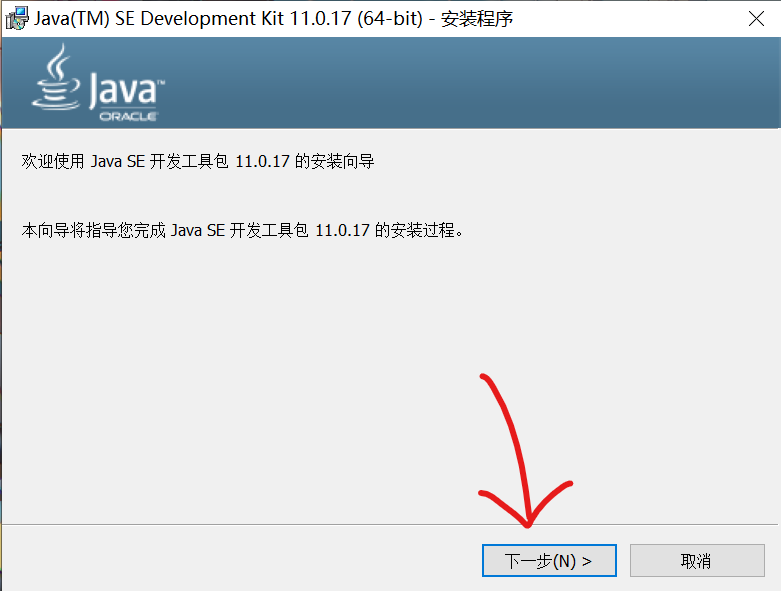 Java(TM) SE Development Kit 11.0.17 (64-bit) - 安装程序
Java™
ORACLE
欢迎使用 Java SE 开发工具包 11.0.17 的安装向导
本向导将指导您完成 Java SE 开发工具包 11.0.17 的安装过程。
下一步(N) >
取消